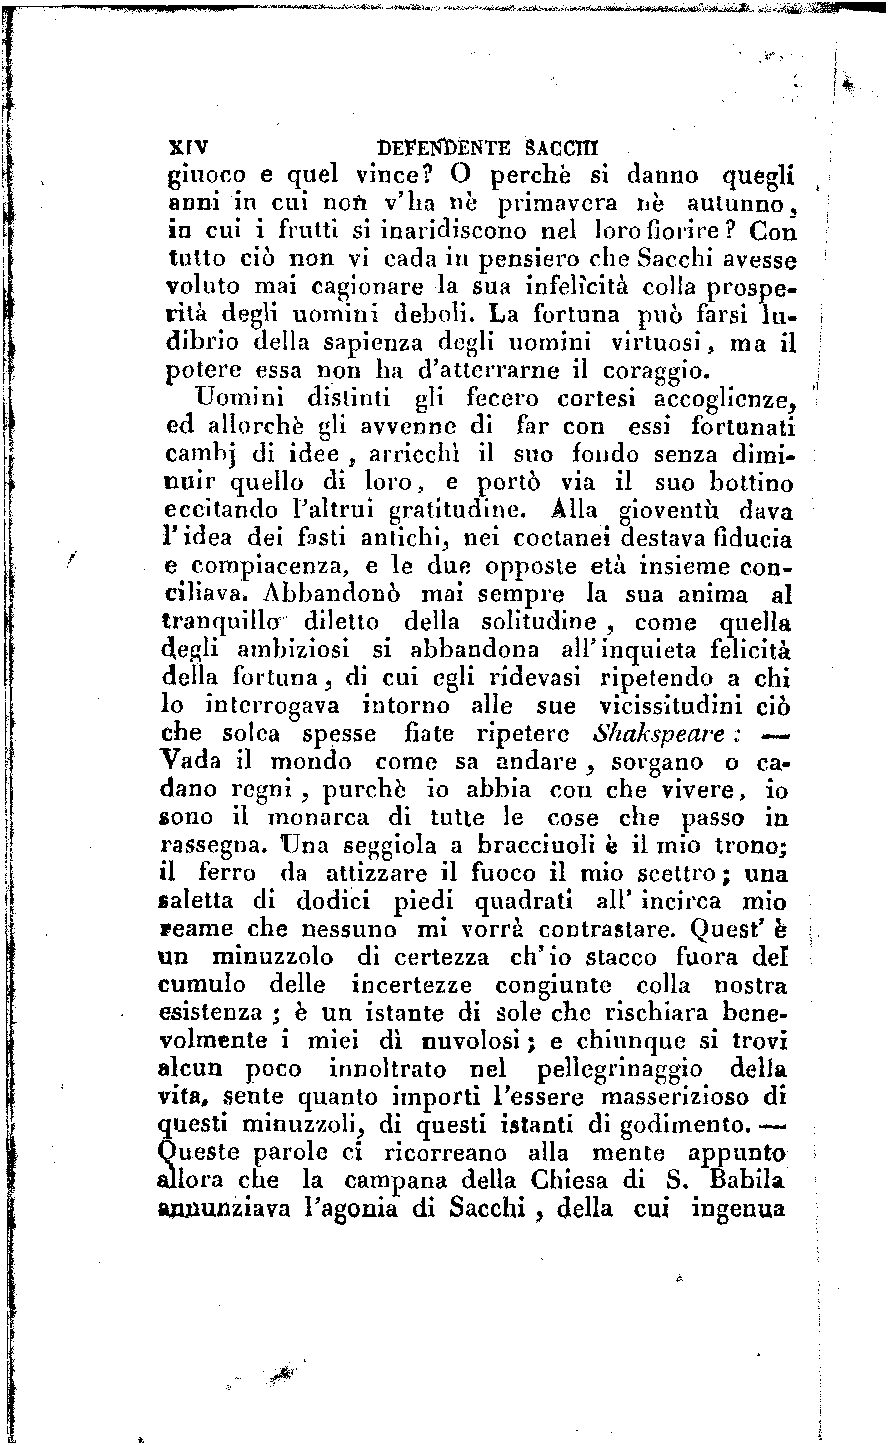 XIV DEFENDENTE SACCHI
giuoco e quel vince? O perchè si danno quegli
anni in cui non v'ha nè primavera nè autunno,
in cui i frutti si inaridiscono nel loro fiorire? Con
tutto ciò non vi cada in pensiero che Sacchi avesse
voluto mai cagionare la sua infelicità colla prospe-
rità degli uomini deboli. La fortuna può farsi lu-
dibrio della sapienza degli uomini virtuosi, ma il
potere essa non ha d'atterrarne il coraggio.
Uomini distinti gli fecero cortesi accoglienze,
ed allorchè gli avvenne di far con essi fortunati
cambj di idee, arricchì il suo fondo senza dimi-
nuir quello di loro, e portò via il suo bottino
eccitando l'altrui gratitudine. Alla gioventù dava
l'idea dei fasti antichi, nei coetanei destava fiducia
e compiacenza, e le due opposte età insieme con-
ciliava. Abbandonò mai sempre la sua anima al
tranquillo diletto della solitudine, come quella
degli ambiziosi si abbandona all'inquieta felicità
della fortuna, di cui egli ridevasi ripetendo a chi
lo interrogava intorno alle sue vicissitudini ciò
che solea spesse fiate ripetere Shakspeare: —
Vada il mondo come sa andare, sorgano o ca-
dano regni, purchè io abbia con che vivere, io
sono il monarca di tutte le cose che passo in
rassegna. Una seggiola a bracciuoli è il mio trono;
il ferro da attizzare il fuoco il mio scettro; una
saletta di dodici piedi quadrati all' incirca mio
reame che nessuno mi vorrà contrastare. Quest' è
un minuzzolo di certezza ch'io stacco fuora del
cumulo delle incertezze congiunte colla nostra
esistenza; è un istante di sole che rischiara bene-
volmente i miei dì nuvolosi; e chiunque si trovi
alcun poco innoltrato nel pellegrinaggio della
vita, sente quanto importi l'essere masserizioso di
questi minuzzoli, di questi istanti di godimento. —
Queste parole ci ricorreano alla mente appunto
allora che la campana della Chiesa di S. Babila
annunziava l'agonia di Sacchi, della cui ingenua